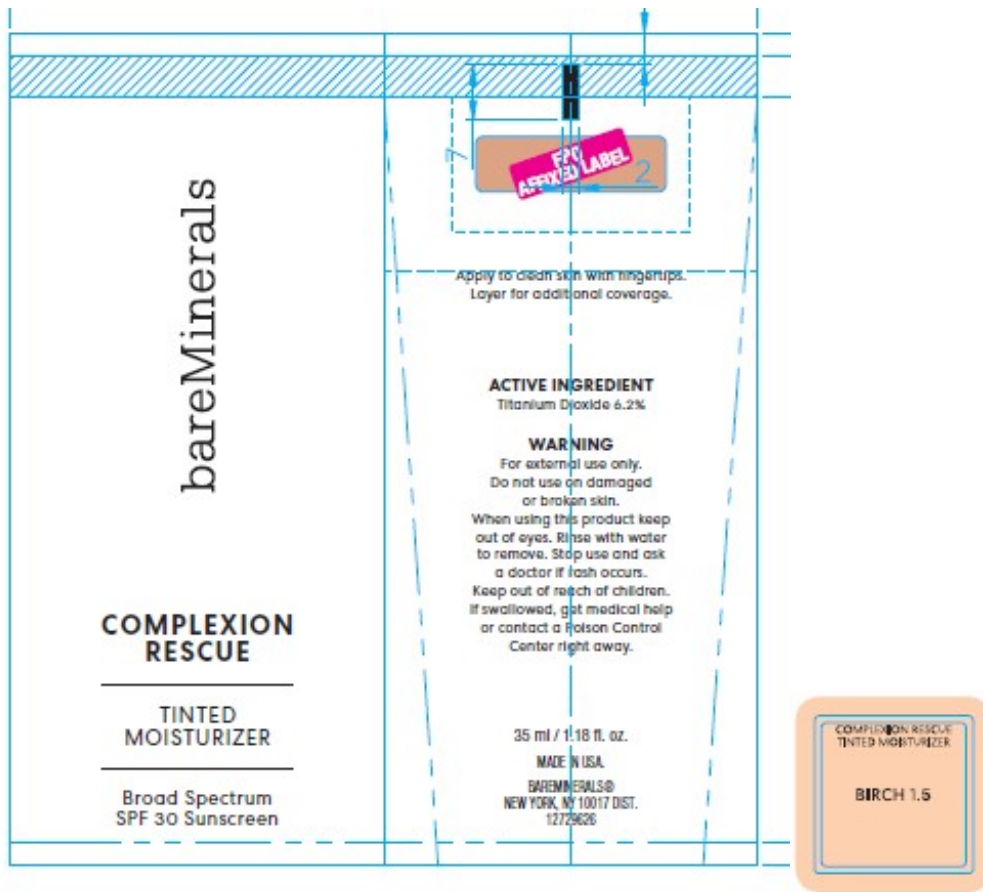 bareMinerals
COMPLEXION
RESCUE
TINTED
MOISTURIZER
Broad Spectrum
SPF 30 Sunscreen
7
FPO
AFFIXED LABEL
2
Apply to clean skin with fingertips.
Layer for additional coverage.
ACTIVE INGREDIENT
Titanium Dioxide 6.2%
WARNING
For external use only.
Do not use on damaged
or broken skin.
When using this product keep
out of eyes. Rinse with water
to remove. Stop use and ask
a doctor if rash occurs.
Keep out of reach of children.
If swallowed, get medical help
or contact a Poison Control
Center right away.
35 ml / 1.18 fl. oz.
MADE IN USA.
BAREMINERALS®
NEW YORK, NY 10017 DIST.
12729626
COMPLEXION RESCUE
TINTED MOISTURIZER
BIRCH 1.5